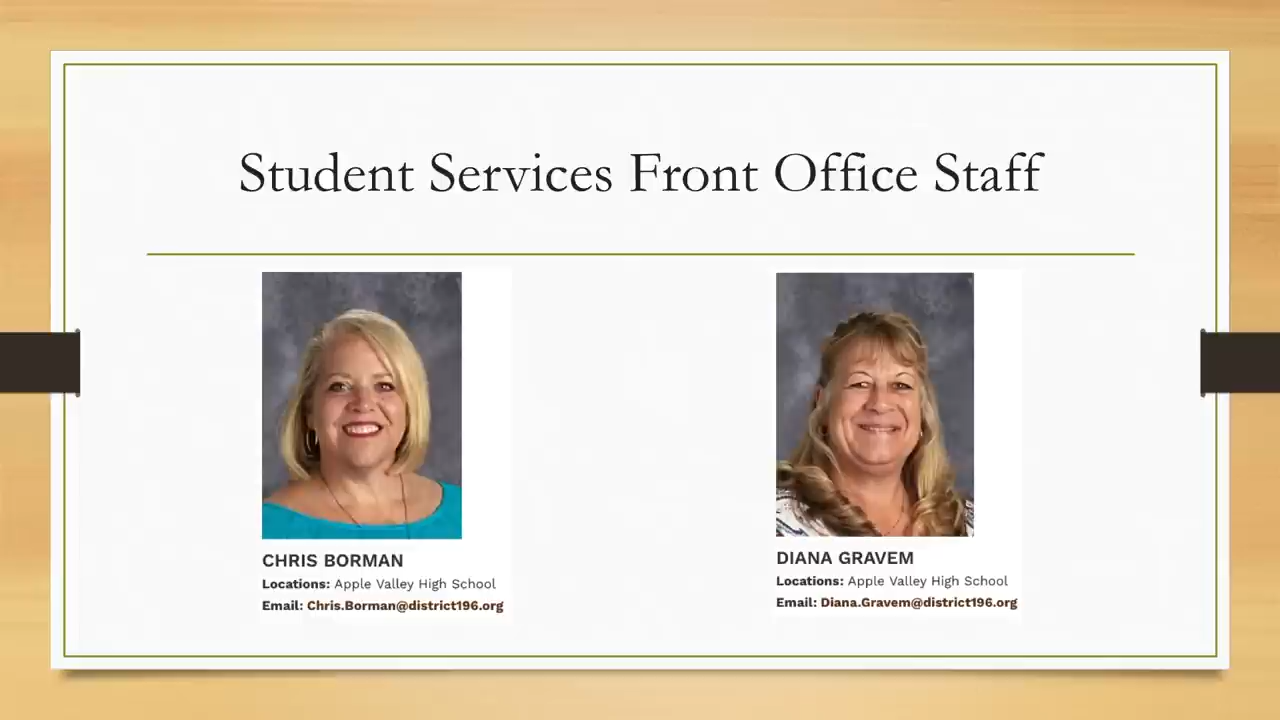 Student Services Front Office Staff
CHRIS BORMAN
Locations: Apple Valley High School
Email: Chris.Borman@district196.org
DIANA GRAVEM
Locations: Apple Valley High School
Email: Diana.Gravem@district196.org